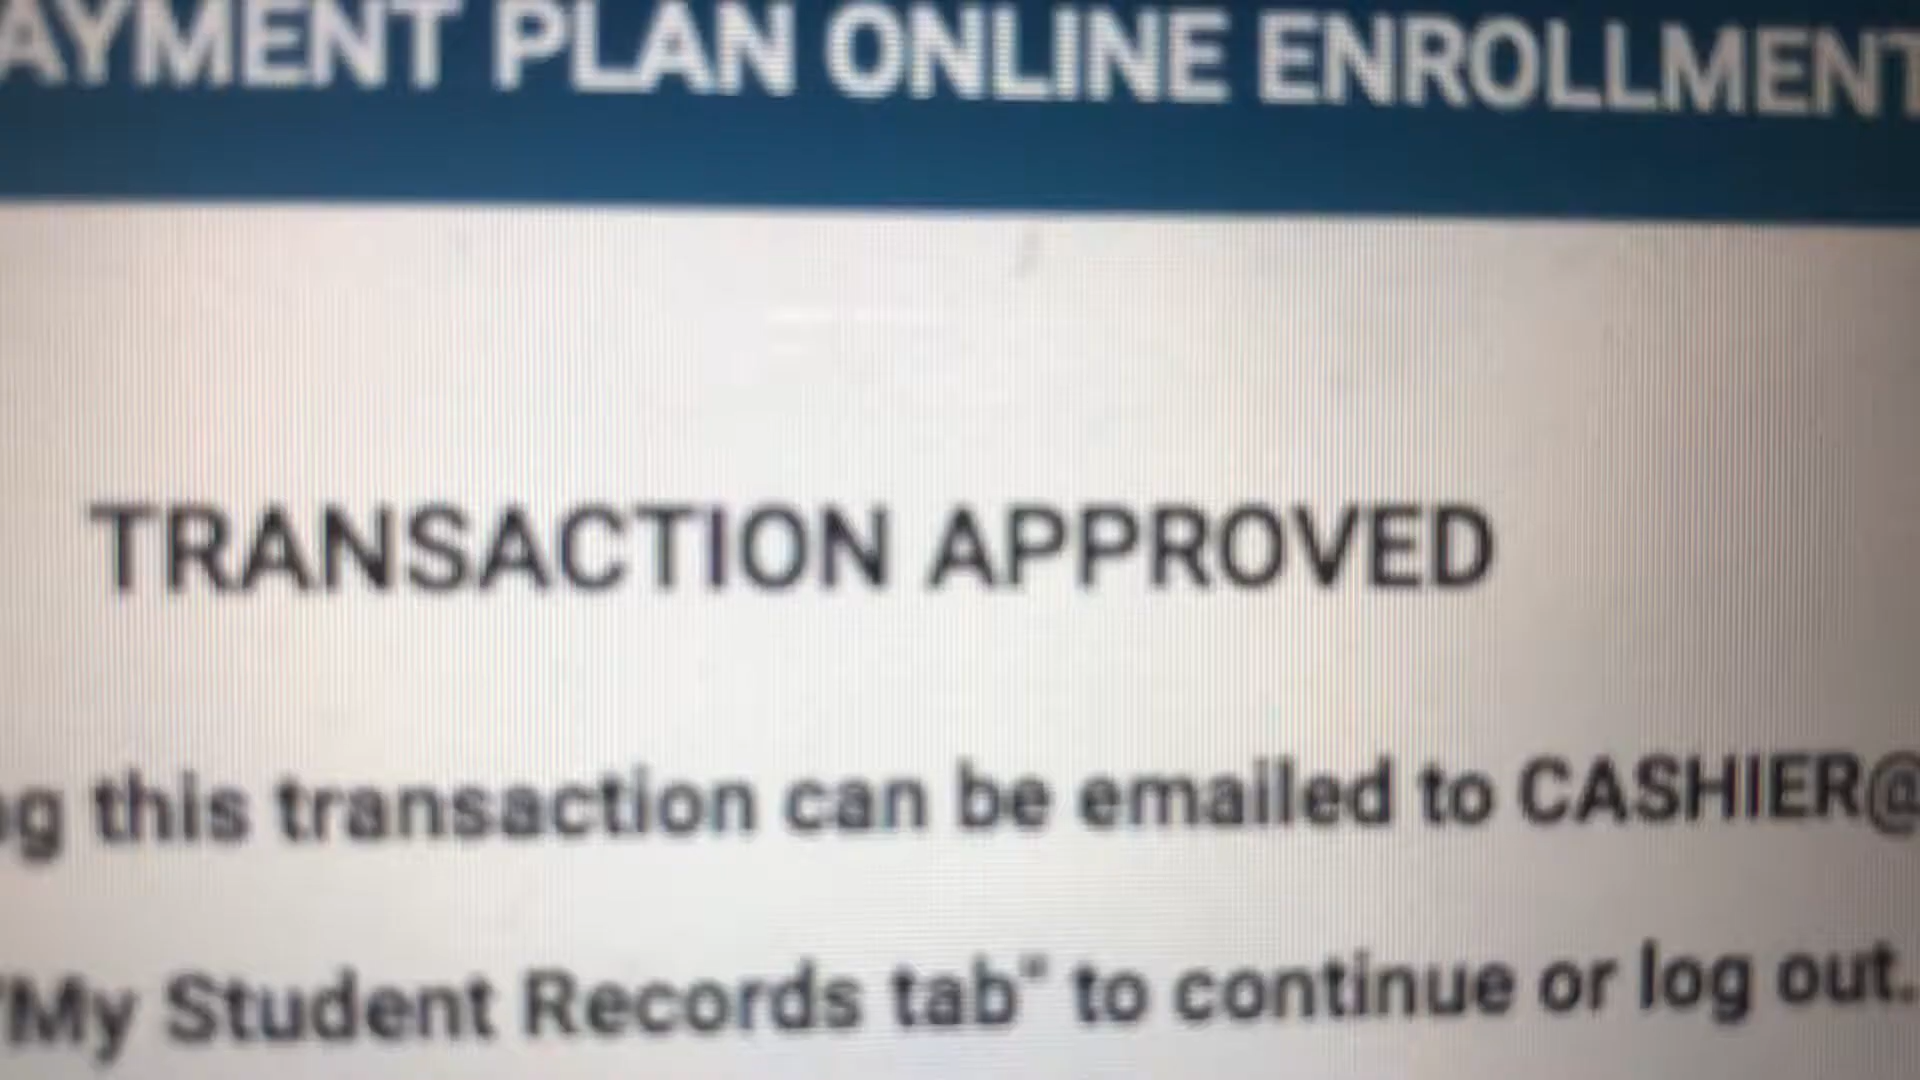 AYMENT PLAN ONLINE ENROLLMENT
TRANSACTION APPROVED
g this transaction can be emailed to CASHIER@
"My Student Records tab" to continue or log out.